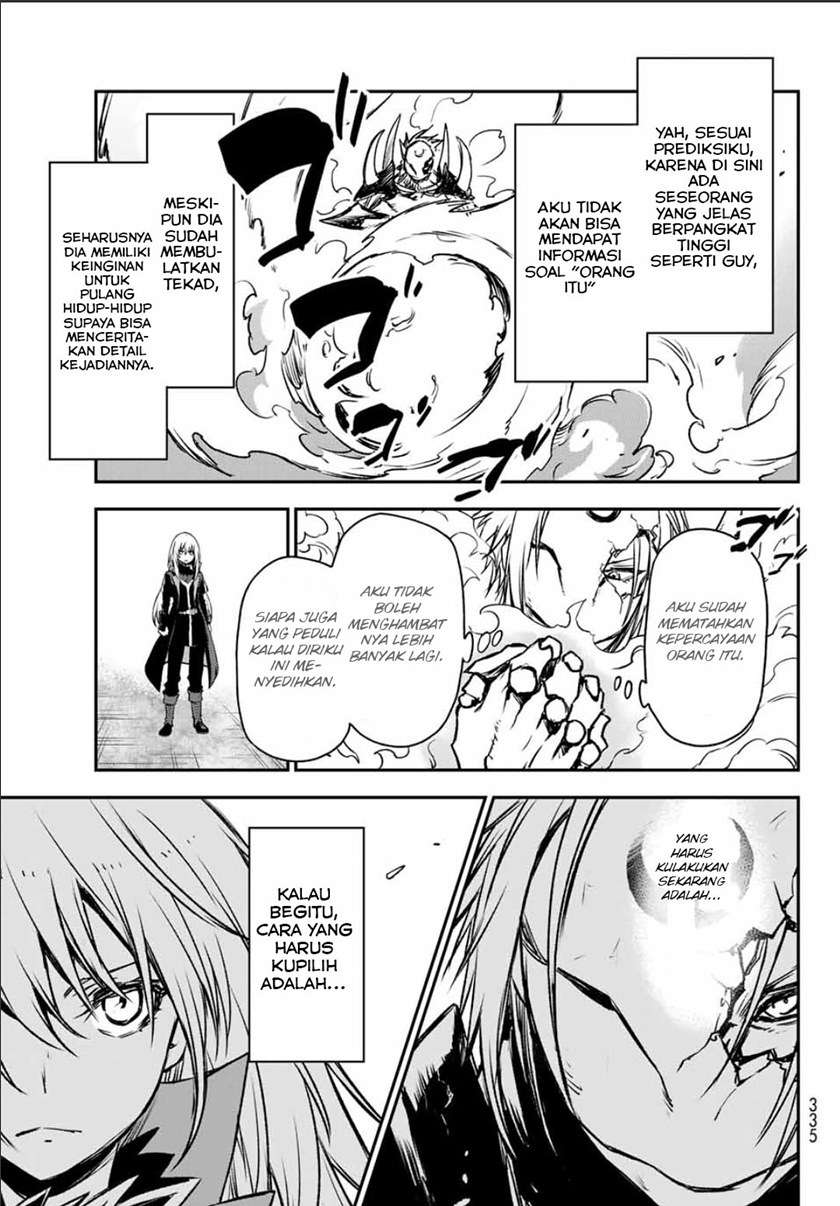 YAH, SESUAI
PREDIKSIKU,
KARENA DI SINI
ADA
SESEORANG
YANG JELAS
BERPANGKAT
TINGGI
SEPERTI GUY,
AKU TIDAK
AKAN BISA
MENDAPAT
INFORMASI
SOAL "ORANG
ITU"
MESKI-
PUN DIA
SUDAH
MEMBU-
LATKAN
TEKAD,
SEHARUSNYA
DIA MEMILIKI
KEINGINAN
UNTUK
PULANG
HIDUP-HIDUP
SUPAYA BISA
MENCERITA-
KAN DETAIL
KEJADIANNYA.
AKU SUDAH
MEMATAHKAN
KEPERCAYAAN
ORANG ITU.
AKU TIDAK
BOLEH
MENGHAMBAT
NYA LEBIH
BANYAK LAGI.
SIAPA JUGA
YANG PEDULI
KALAU DIRIKU
INI ME-
NYEDIHKAN.
YANG
HARUS
KULAKUKAN
SEKARANG
ADALAH...
KALAU
BEGITU,
CARA YANG
HARUS
KUPILIH
ADALAH...
335